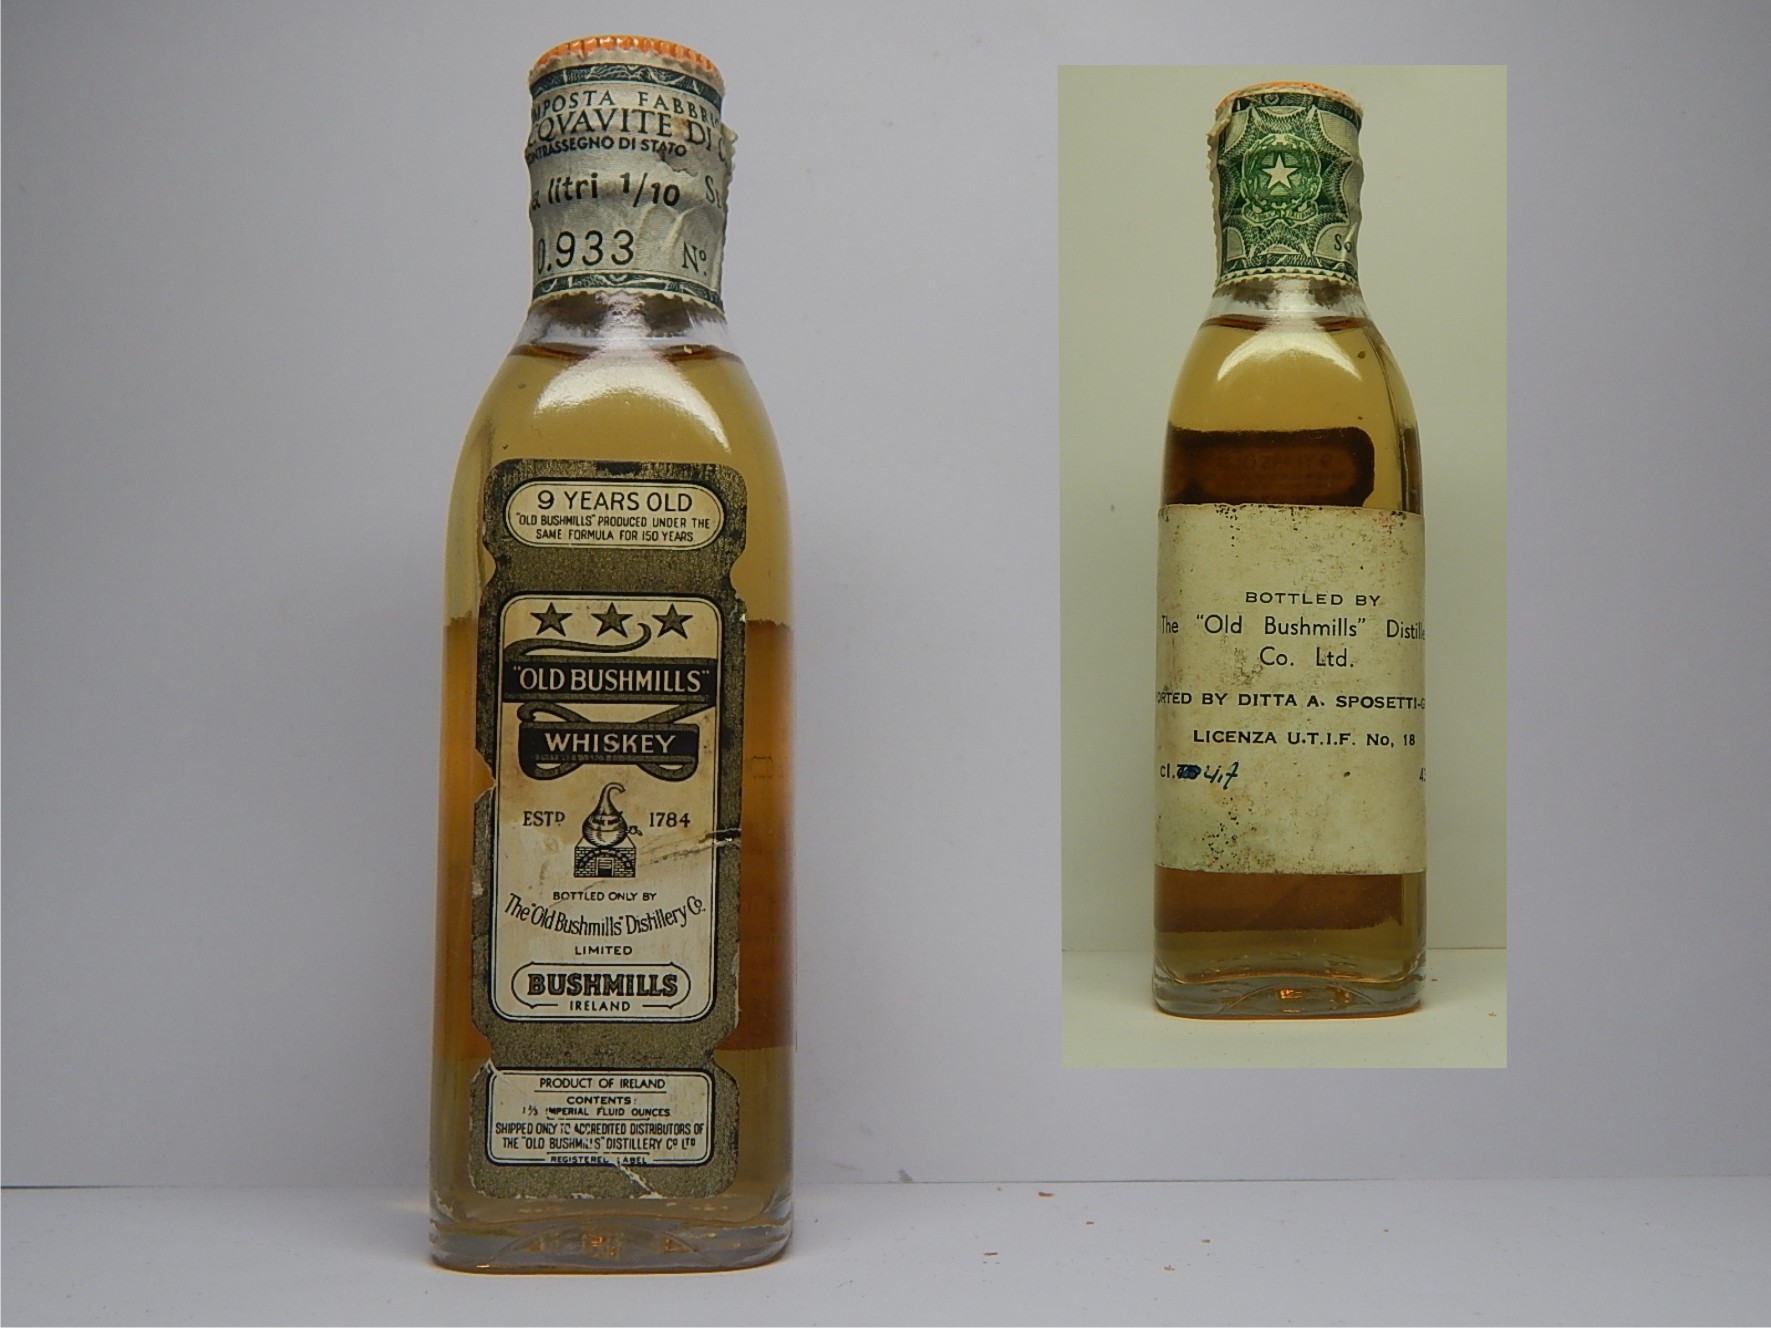 MPOSTA FABBRI
CQVAVITE DI C
ONTRASSEGNO DI STATO
litri 1/10
0.933 Nº
9 YEARS OLD
"OLD BUSHMILLS" PRODUCED UNDER THE
SAME FORMULA FOR 150 YEARS
"OLD BUSHMILLS"
WHISKEY
ESTD 1784
BOTTLED ONLY BY
The "Old Bushmills" Distillery Co.
LIMITED
BUSHMILLS
IRELAND
PRODUCT OF IRELAND
CONTENTS:
IMPERIAL FLUID OUNCES
SHIPPED ONLY TO ACCREDITED DISTRIBUTORS OF
THE "OLD BUSHMILLS" DISTILLERY Co LTD
REGISTERED LABEL
BOTTLED BY
The "Old Bushmills" Distille
Co. Ltd.
ORTED BY DITTA A. SPOSETTI-G
LICENZA U.T.I.F. No, 18
cl. 4,7